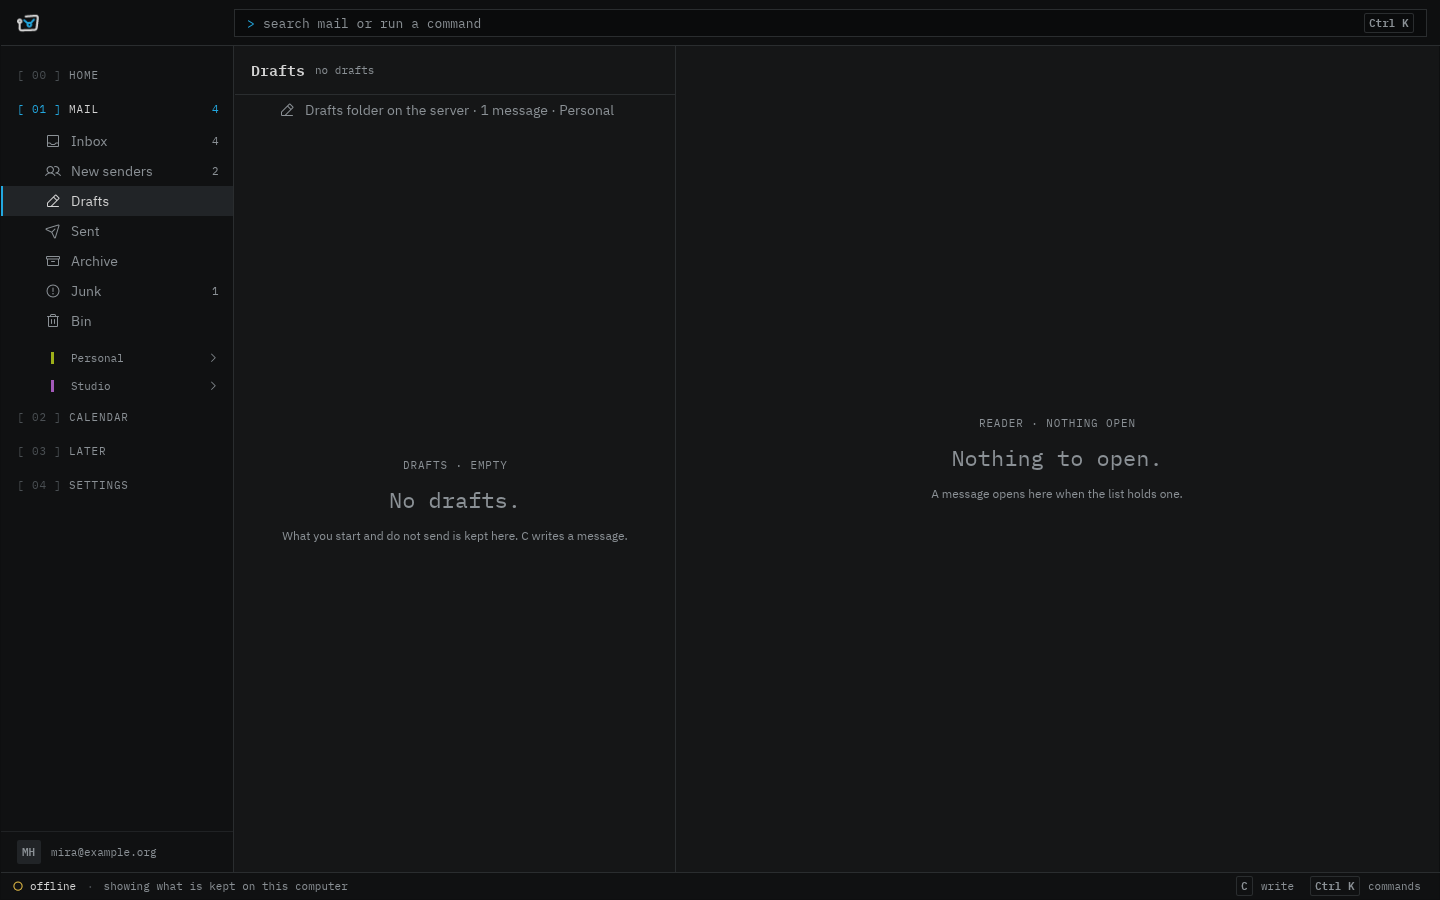 > search mail or run a command Ctrl K
[ 00 ] HOME
[ 01 ] MAIL 4
Inbox 4
New senders 2
Drafts
Sent
Archive
Junk 1
Bin
Personal
Studio
[ 02 ] CALENDAR
[ 03 ] LATER
[ 04 ] SETTINGS
MH mira@example.org
Drafts no drafts
Drafts folder on the server · 1 message · Personal
DRAFTS · EMPTY
No drafts.
What you start and do not send is kept here. C writes a message.
READER · NOTHING OPEN
Nothing to open.
A message opens here when the list holds one.
offline · showing what is kept on this computer
C write Ctrl K commands